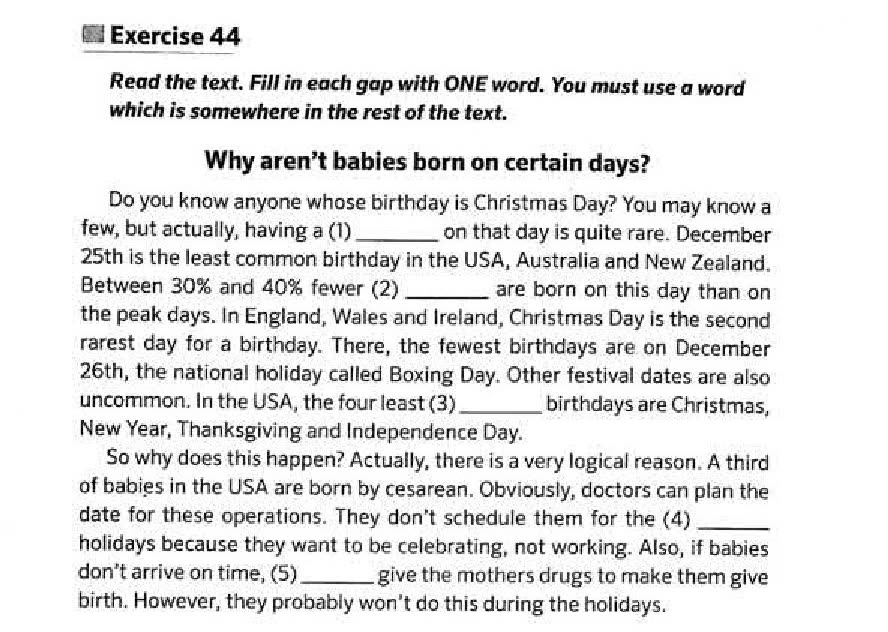 Exercise 44
Read the text. Fill in each gap with ONE word. You must use a word
which is somewhere in the rest of the text.
Why aren't babies born on certain days?
Do you know anyone whose birthday is Christmas Day? You may know a
few, but actually, having a (1) ________ on that day is quite rare. December
25th is the least common birthday in the USA, Australia and New Zealand.
Between 30% and 40% fewer (2) ________ are born on this day than on
the peak days. In England, Wales and Ireland, Christmas Day is the second
rarest day for a birthday. There, the fewest birthdays are on December
26th, the national holiday called Boxing Day. Other festival dates are also
uncommon. In the USA, the four least (3) ________ birthdays are Christmas,
New Year, Thanksgiving and Independence Day.
So why does this happen? Actually, there is a very logical reason. A third
of babies in the USA are born by cesarean. Obviously, doctors can plan the
date for these operations. They don't schedule them for the (4) ________
holidays because they want to be celebrating, not working. Also, if babies
don't arrive on time, (5) ________ give the mothers drugs to make them give
birth. However, they probably won't do this during the holidays.